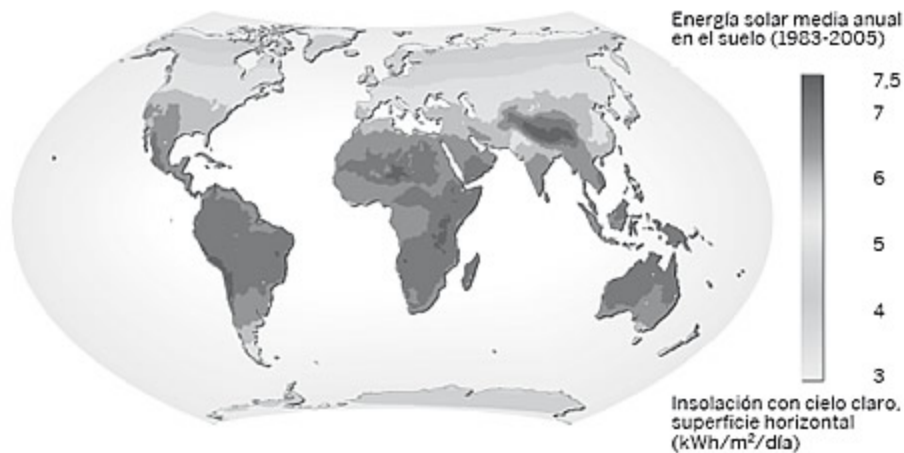 Energía solar media anual
en el suelo (1983-2005)
7,5
7
6
5
4
3
Insolación con cielo claro,
superficie horizontal
(kWh/m²/día)